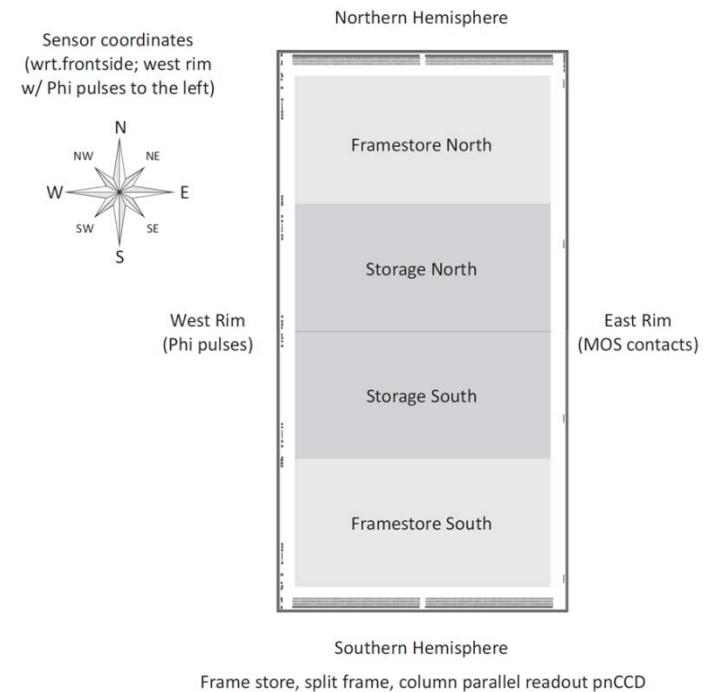 Northern Hemisphere
Sensor coordinates
(wrt.frontside; west rim
w/ Phi pulses to the left)
N
NW
NE
W
E
SW
SE
S
Framestore North
Storage North
West Rim
(Phi pulses)
East Rim
(MOS contacts)
Storage South
Framestore South
Southern Hemisphere
Frame store, split frame, column parallel readout pnCCD